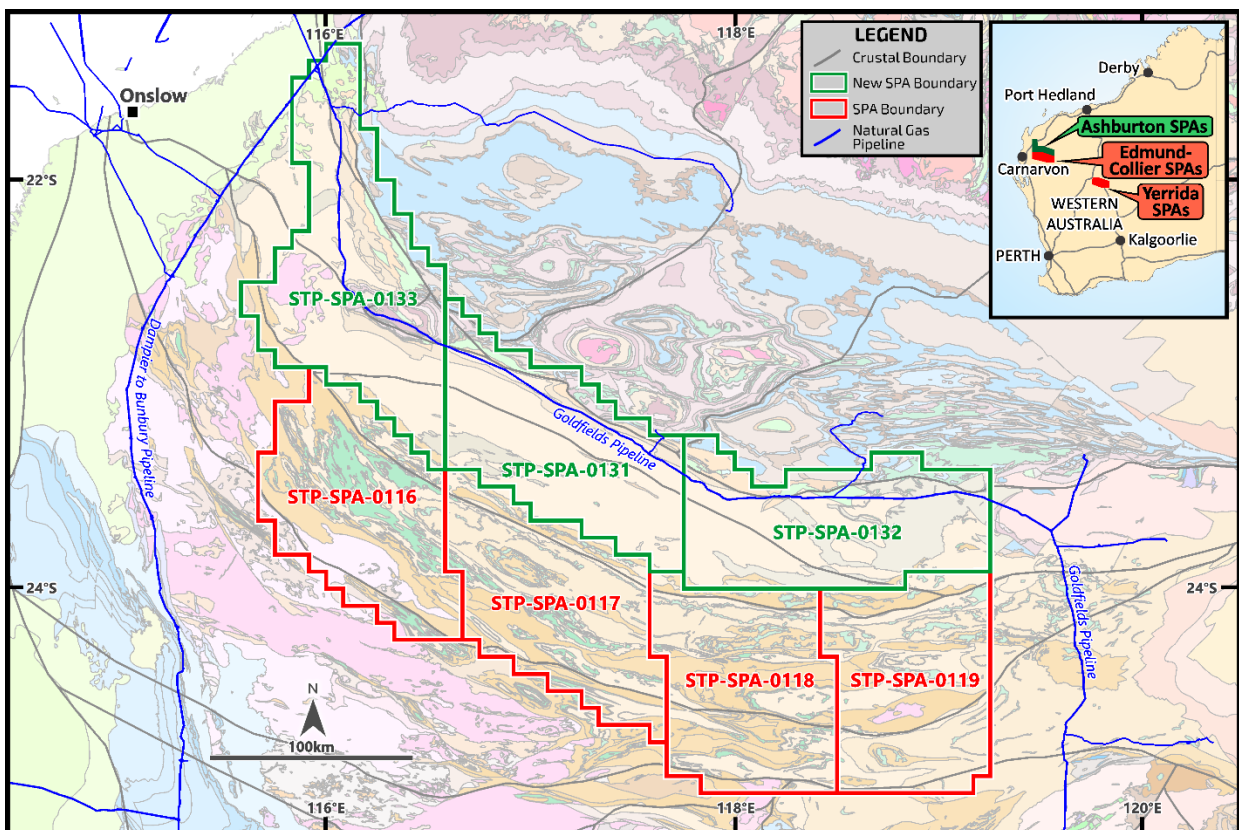 116°E
118°E
Onslow
22°S
LEGEND
Crustal Boundary
New SPA Boundary
SPA Boundary
Natural Gas
Pipeline
Derby
Port Hedland
Ashburton SPAs
Edmund-
Collier SPAs
Carnarvon
Yerrida
SPAs
WESTERN
AUSTRALIA
Kalgoorlie
PERTH
STP-SPA-0133
Dampier to Bunbury Pipeline
Goldfields Pipeline
STP-SPA-0131
STP-SPA-0116
STP-SPA-0132
24°S
24°S
STP-SPA-0117
Goldfields Pipeline
STP-SPA-0118
STP-SPA-0119
N
100km
116°E
118°E
120°E